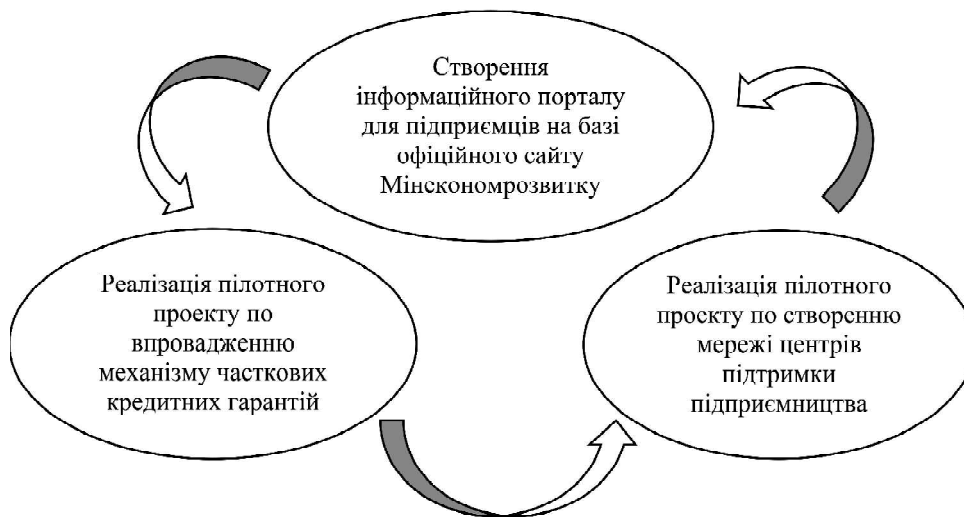 Створення
інформаційного порталу
для підприємців на базі
офіційного сайту
Мінекономрозвитку
Реалізація пілотного
проекту по
впровадженню
механізму часткових
кредитних гарантій
Реалізація пілотного
проекту по створенню
мережі центрів
підтримки
підприємництва